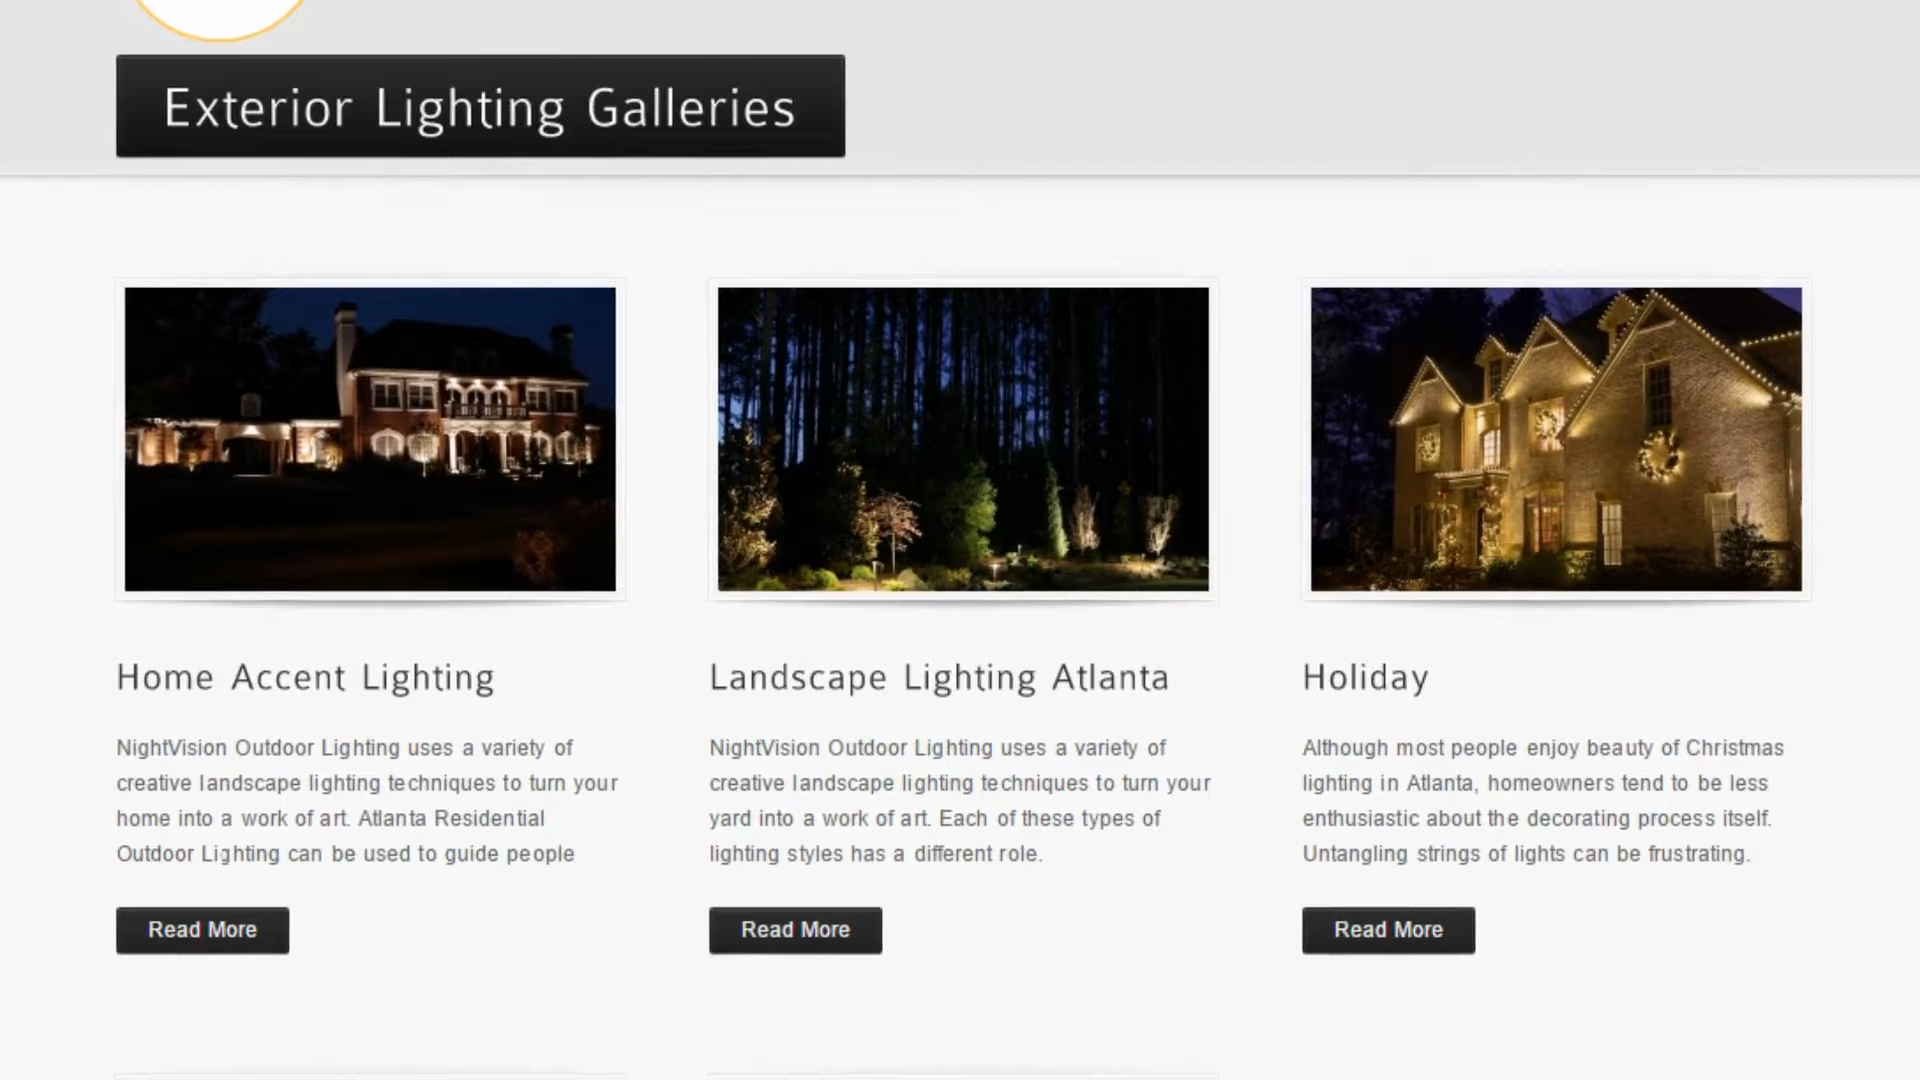 Exterior Lighting Galleries
Home Accent Lighting
NightVision Outdoor Lighting uses a variety of
creative landscape lighting techniques to turn your
home into a work of art. Atlanta Residential
Outdoor Lighting can be used to guide people
Read More
Landscape Lighting Atlanta
NightVision Outdoor Lighting uses a variety of
creative landscape lighting techniques to turn your
yard into a work of art. Each of these types of
lighting styles has a different role.
Read More
Holiday
Although most people enjoy beauty of Christmas
lighting in Atlanta, homeowners tend to be less
enthusiastic about the decorating process itself.
Untangling strings of lights can be frustrating.
Read More